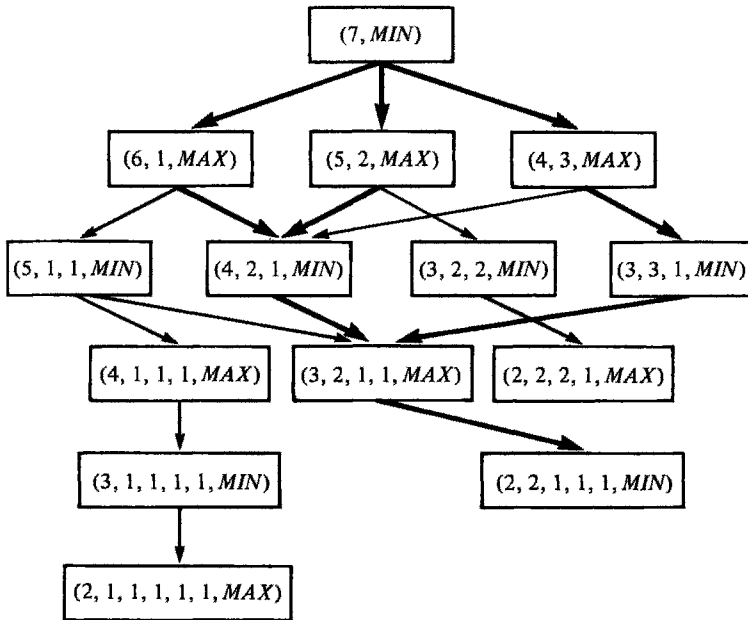 (7, MIN)
(6, 1, MAX)
(5, 2, MAX)
(4, 3, MAX)
(5, 1, 1, MIN)
(4, 2, 1, MIN)
(3, 2, 2, MIN)
(3, 3, 1, MIN)
(4, 1, 1, 1, MAX)
(3, 2, 1, 1, MAX)
(2, 2, 2, 1, MAX)
(3, 1, 1, 1, 1, MIN)
(2, 2, 1, 1, 1, MIN)
(2, 1, 1, 1, 1, 1, MAX)